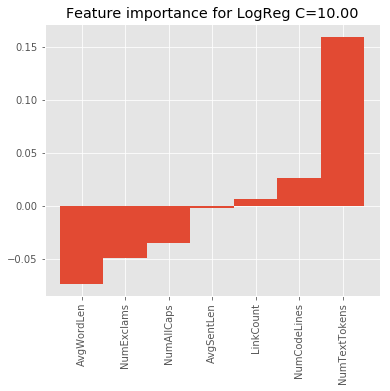 Feature importance for LogReg C=10.00
0.15
0.10
0.05
0.00
−0.05
AvgWordLen
NumExclams
NumAllCaps
AvgSentLen
LinkCount
NumCodeLines
NumTextTokens